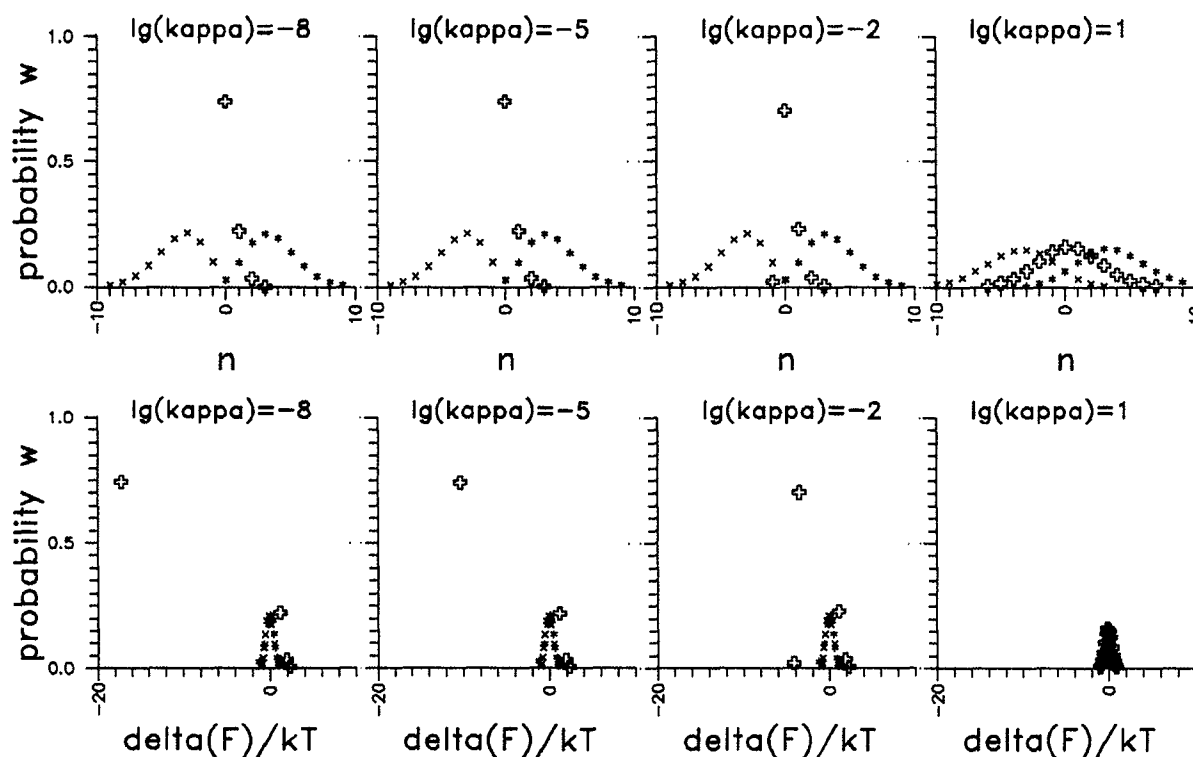 lg(kappa)=-8 lg(kappa)=-5 lg(kappa)=-2 lg(kappa)=1
probability w
1.0
0.5
0.0
-10 0 10 -10 0 10 -10 0 10 -10 0 10
n n n n
lg(kappa)=-8 lg(kappa)=-5 lg(kappa)=-2 lg(kappa)=1
probability w
1.0
0.5
0.0
-20 0 -20 0 -20 0 -20 0
delta(F)/kT delta(F)/kT delta(F)/kT delta(F)/kT